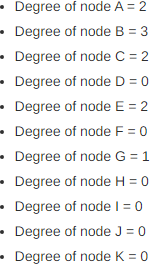 • Degree of node A = 2
• Degree of node B = 3
• Degree of node C = 2
• Degree of node D = 0
• Degree of node E = 2
• Degree of node F = 0
• Degree of node G = 1
• Degree of node H = 0
• Degree of node I = 0
• Degree of node J = 0
• Degree of node K = 0